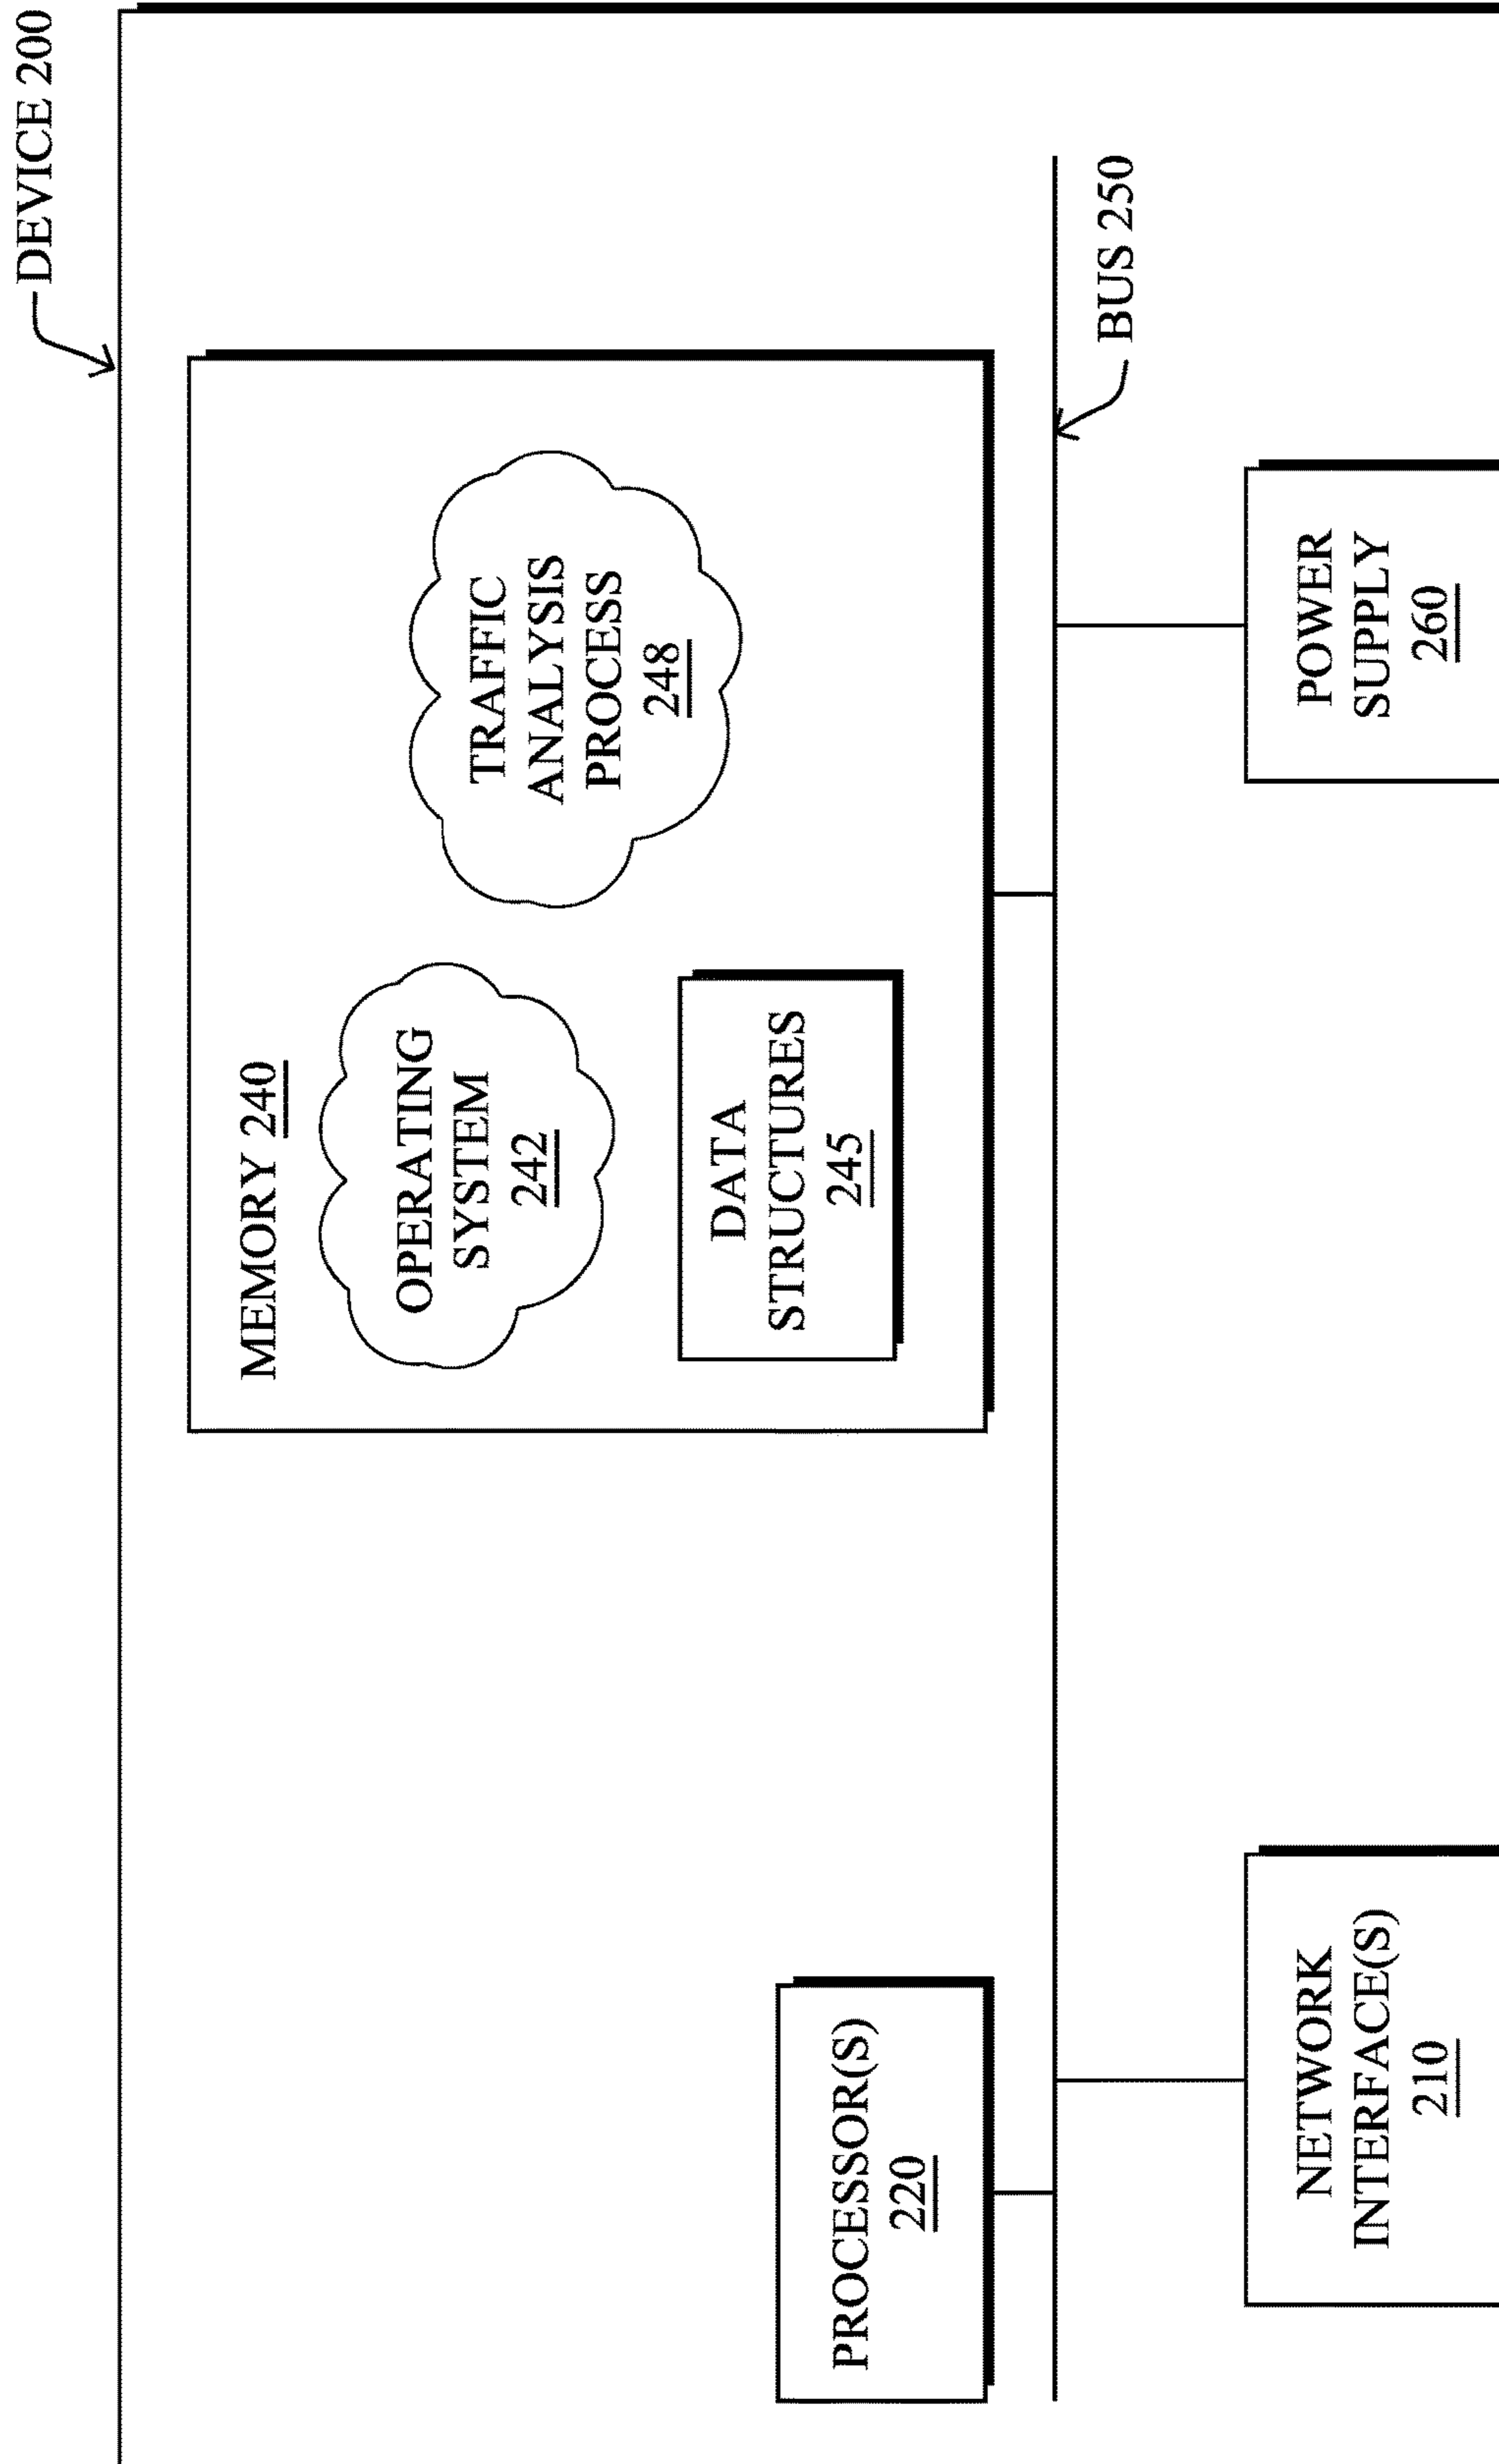 DEVICE 200
MEMORY 240
OPERATING
SYSTEM
242
TRAFFIC
ANALYSIS
PROCESS
248
DATA
STRUCTURES
245
PROCESSOR(S)
220
BUS 250
NETWORK
INTERFACE(S)
210
POWER
SUPPLY
260